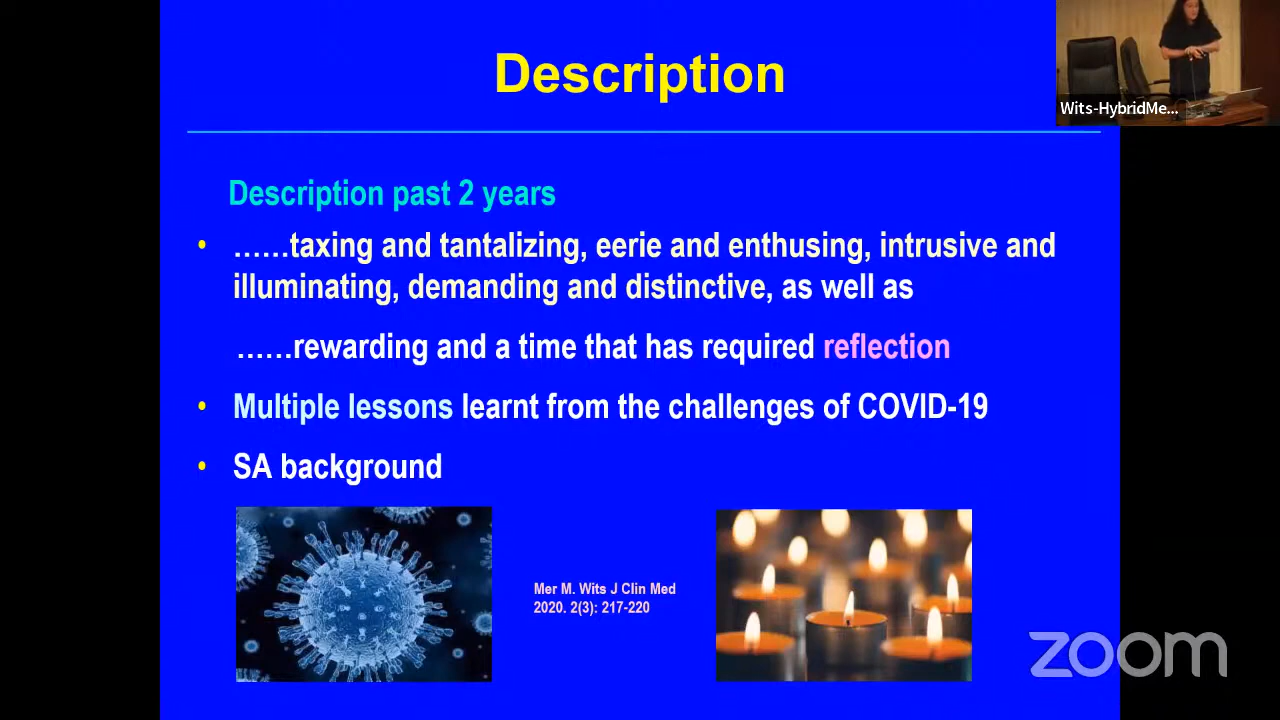 Description
Wits-HybridMe...
Description past 2 years
• ......taxing and tantalizing, eerie and enthusing, intrusive and
illuminating, demanding and distinctive, as well as
......rewarding and a time that has required reflection
• Multiple lessons learnt from the challenges of COVID-19
• SA background
Mer M. Wits J Clin Med
2020. 2(3): 217-220
zoom